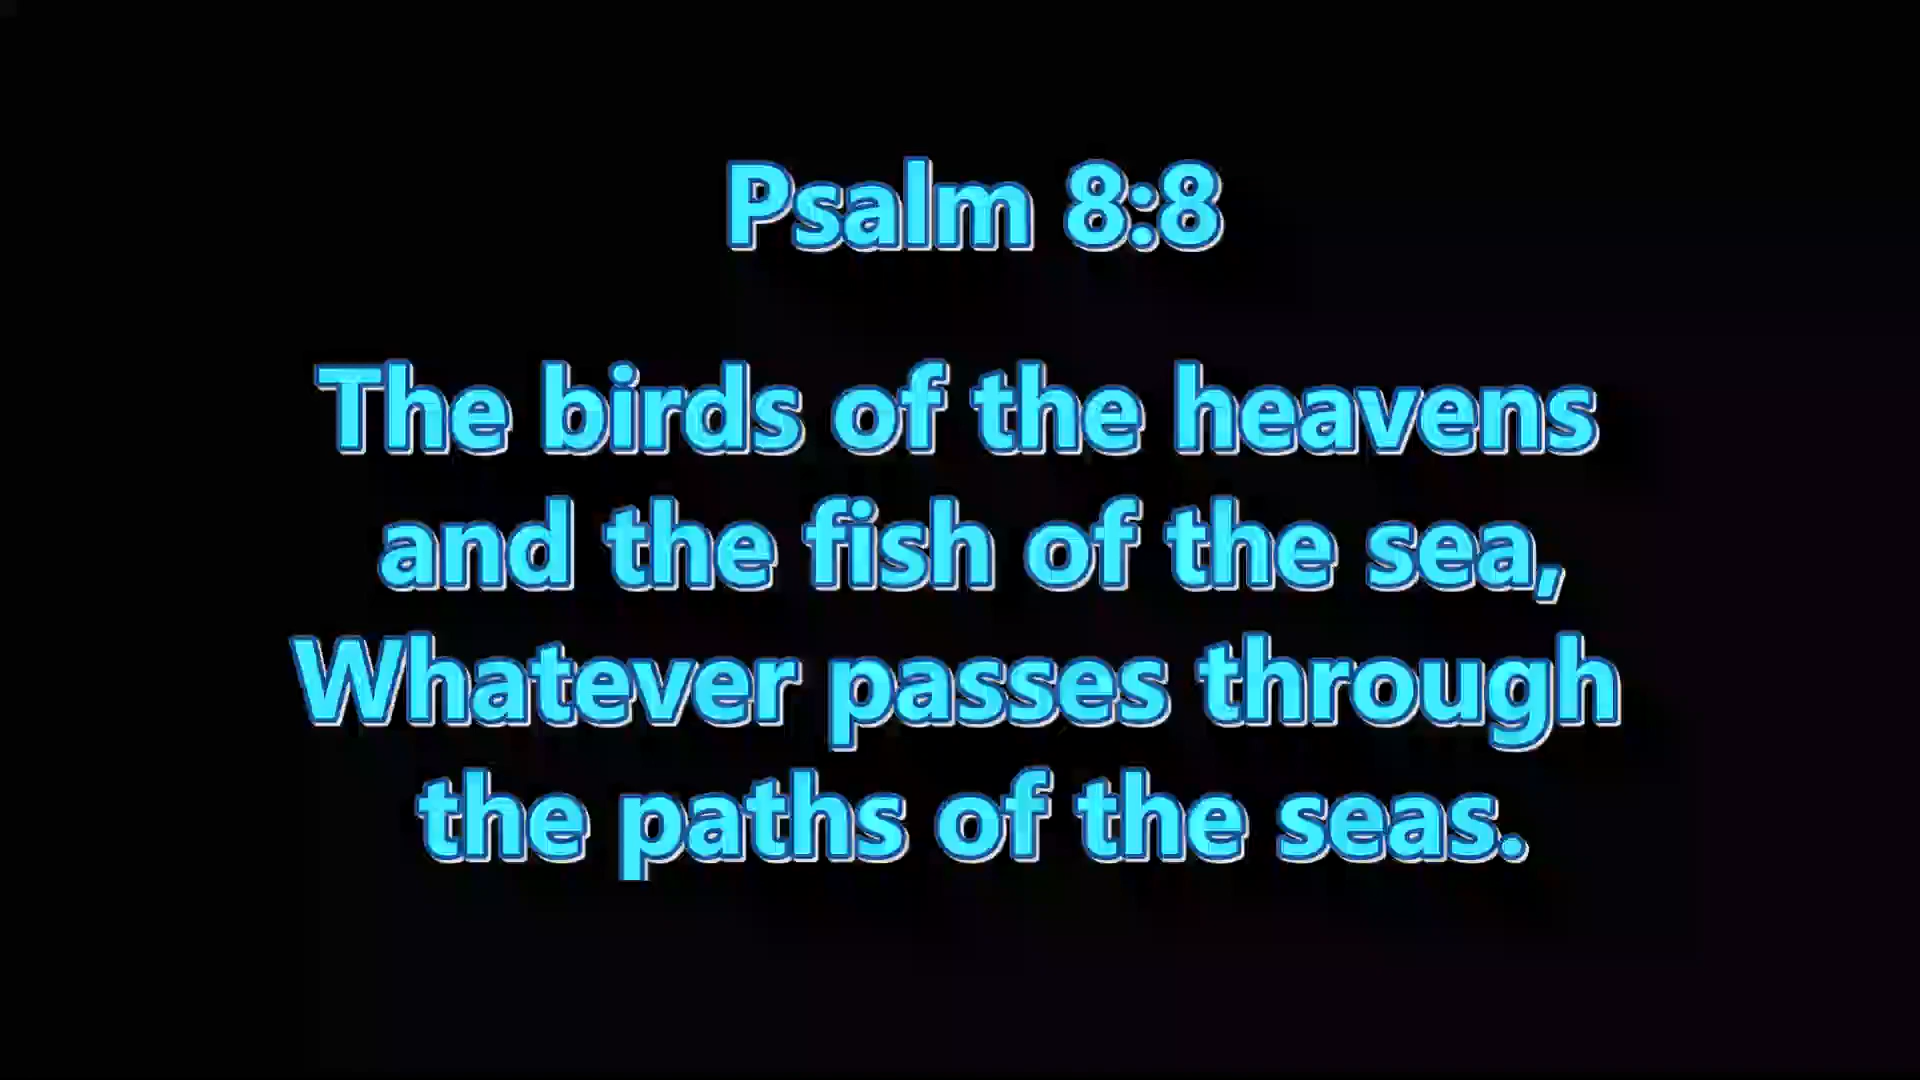 Psalm 8:8
The birds of the heavens
and the fish of the sea,
Whatever passes through
the paths of the seas.